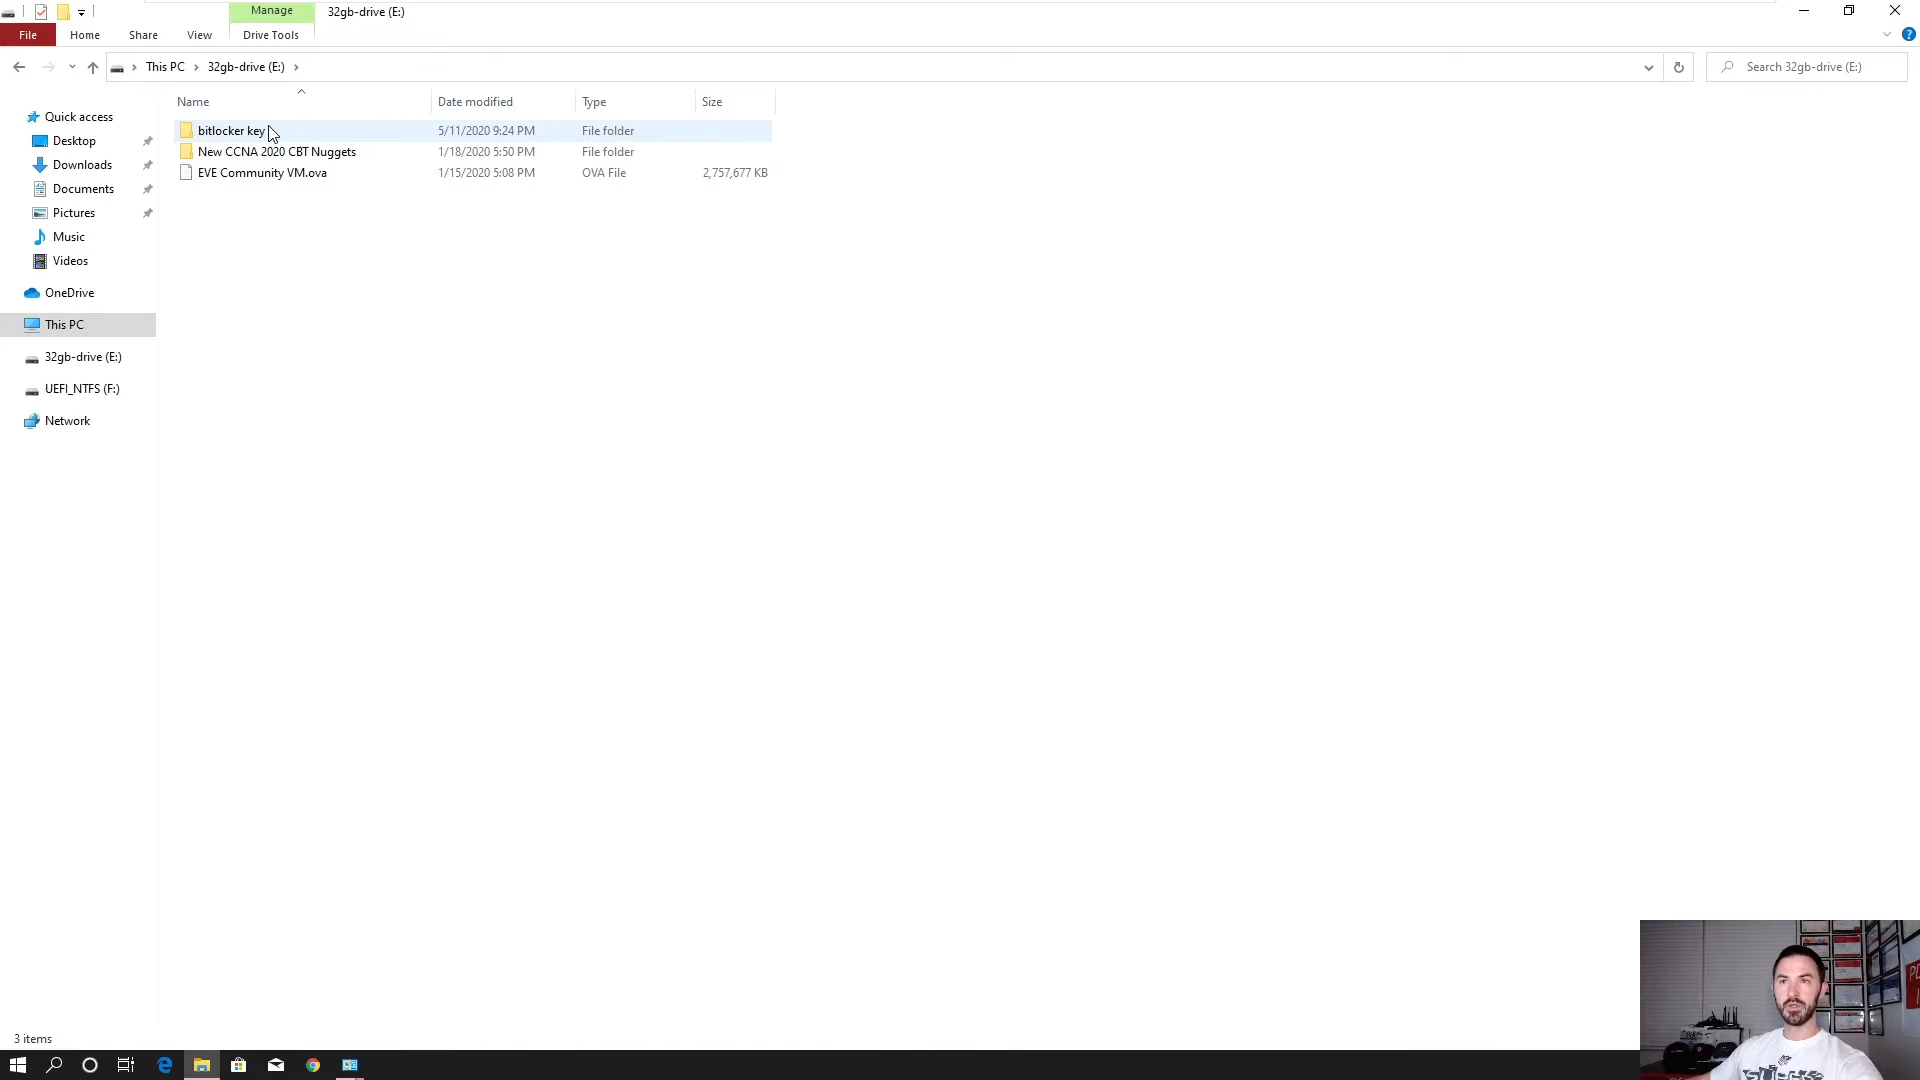 Manage
32gb-drive (E:)
File
Home
Share
View
Drive Tools
This PC
32gb-drive (E:)
Search 32gb-drive (E:)
Name
Date modified
Type
Size
bitlocker key
5/11/2020 9:24 PM
File folder
New CCNA 2020 CBT Nuggets
1/18/2020 5:50 PM
File folder
EVE Community VM.ova
1/15/2020 5:08 PM
OVA File
2,757,677 KB
Quick access
Desktop
Downloads
Documents
Pictures
Music
Videos
OneDrive
This PC
32gb-drive (E:)
UEFI_NTFS (F:)
Network
3 items